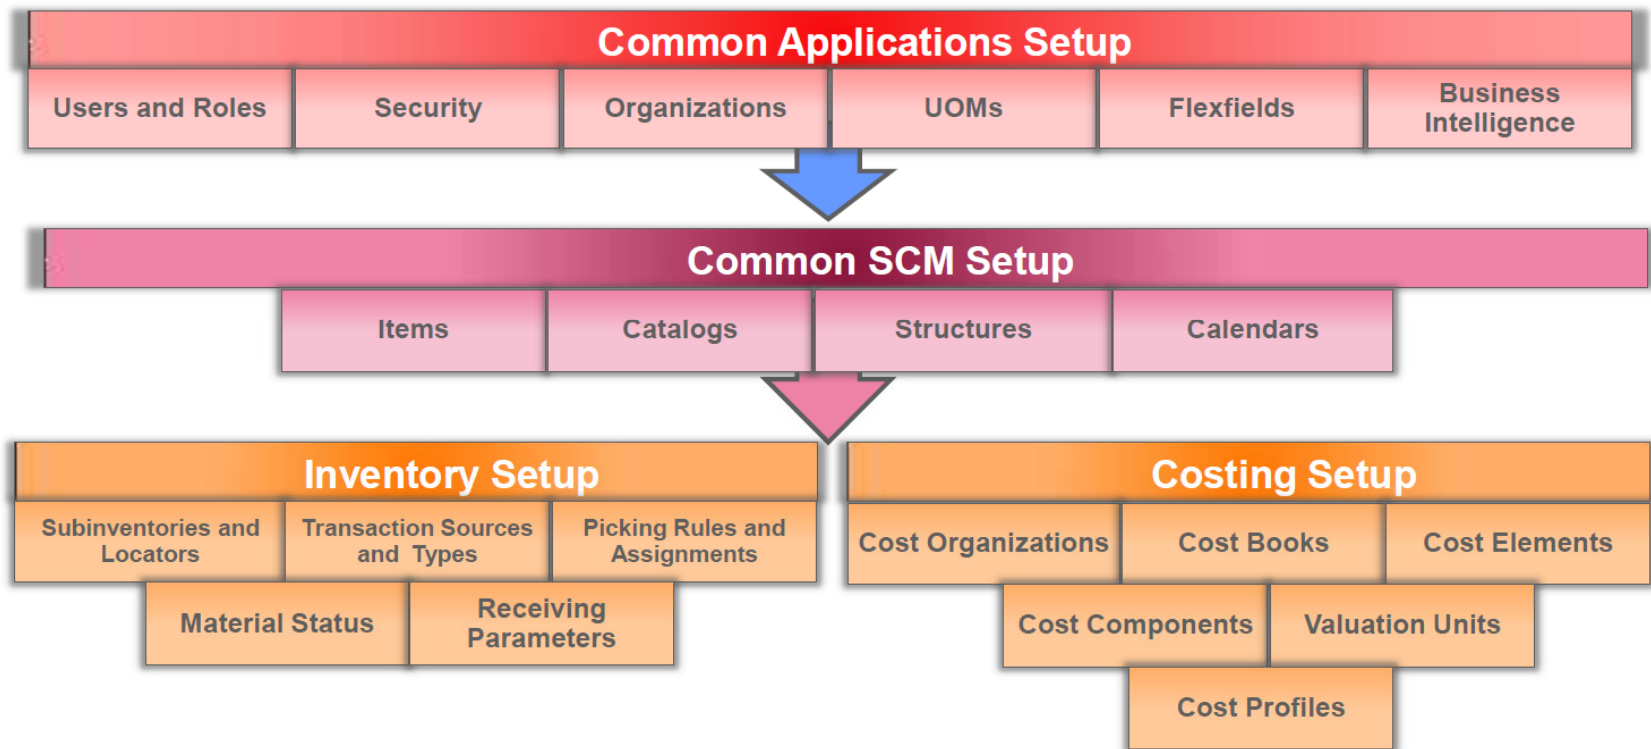 Common Applications Setup
Users and Roles
Security
Organizations
UOMs
Flexfields
Business
Intelligence
Common SCM Setup
Items
Catalogs
Structures
Calendars
Inventory Setup
Subinventories and
Locators
Transaction Sources
and Types
Picking Rules and
Assignments
Material Status
Receiving
Parameters
Costing Setup
Cost Organizations
Cost Books
Cost Elements
Cost Components
Valuation Units
Cost Profiles